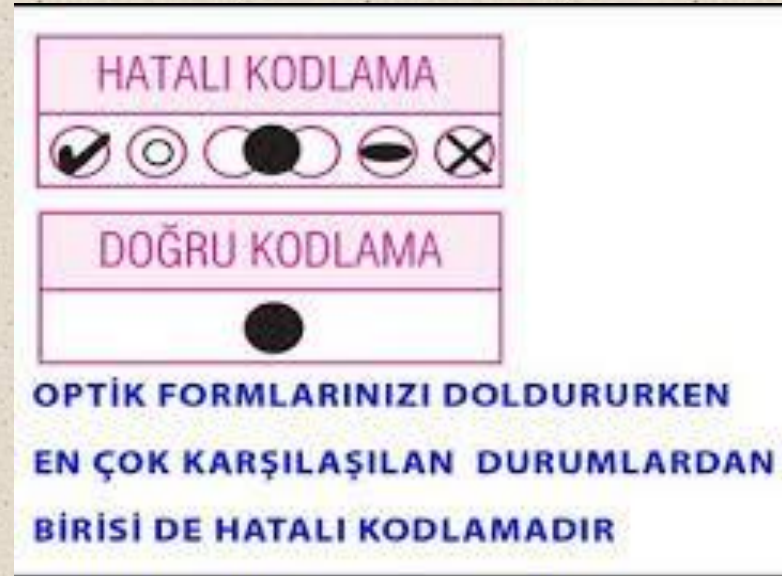 HATALI KODLAMA
DOĞRU KODLAMA
OPTİK FORMLARINIZI DOLDURURKEN
EN ÇOK KARŞILAŞILAN DURUMLARDAN
BİRİSİ DE HATALI KODLAMADIR